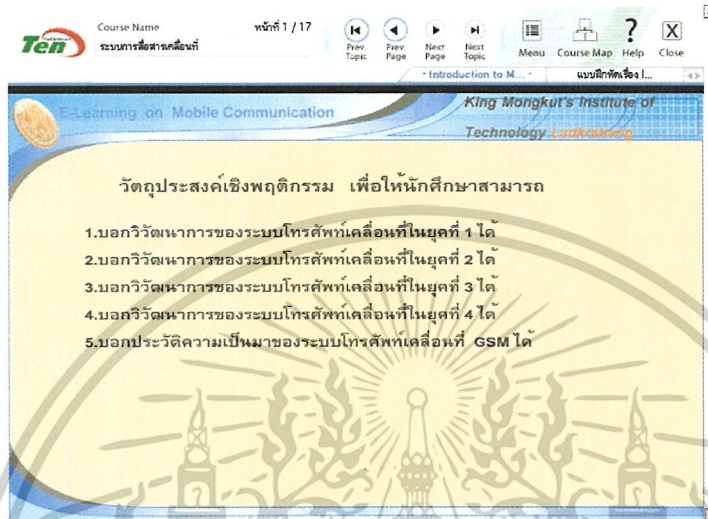 Ten
Course Name
หน้าที่ 1 / 17
ระบบการสื่อสารเคลื่อนที่
Prev. Topic
Prev. Page
Next Page
Next Topic
Menu
Course Map
Help
Close
· Introduction to M... ·
แบบฝึกหัดเรื่อง I...
E-Learning on Mobile Communication
King Mongkut's Institute of
Technology Ladkrabang
วัตถุประสงค์เชิงพฤติกรรม เพื่อให้นักศึกษาสามารถ
1.บอกวิวัฒนาการของระบบโทรศัพท์เคลื่อนที่ในยุคที่ 1 ได้
2.บอกวิวัฒนาการของระบบโทรศัพท์เคลื่อนที่ในยุคที่ 2 ได้
3.บอกวิวัฒนาการของระบบโทรศัพท์เคลื่อนที่ในยุคที่ 3 ได้
4.บอกวิวัฒนาการของระบบโทรศัพท์เคลื่อนที่ในยุคที่ 4 ได้
5.บอกประวัติความเป็นมาของระบบโทรศัพท์เคลื่อนที่ GSM ได้